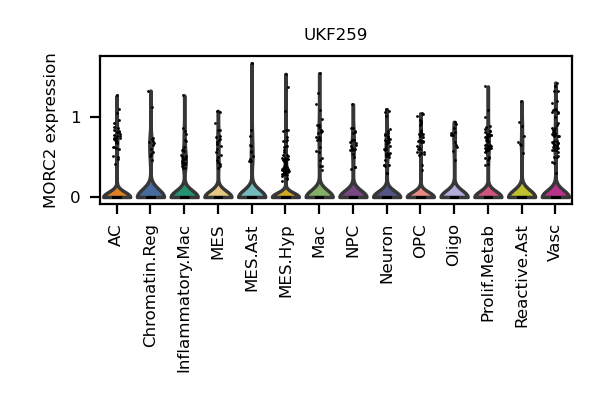 UKF259
MORC2 expression
1
0
AC
Chromatin.Reg
Inflammatory.Mac
MES
MES.Ast
MES.Hyp
Mac
NPC
Neuron
OPC
Oligo
Prolif.Metab
Reactive.Ast
Vasc